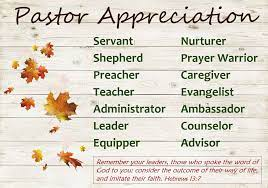 Pastor Appreciation
Servant Nurturer
Shepherd Prayer Warrior
Preacher Caregiver
Teacher Evangelist
Administrator Ambassador
Leader Counselor
Equipper Advisor
Remember your leaders, those who spoke the word of
God to you; consider the outcome of their way of life,
and imitate their faith. Hebrews 13:7